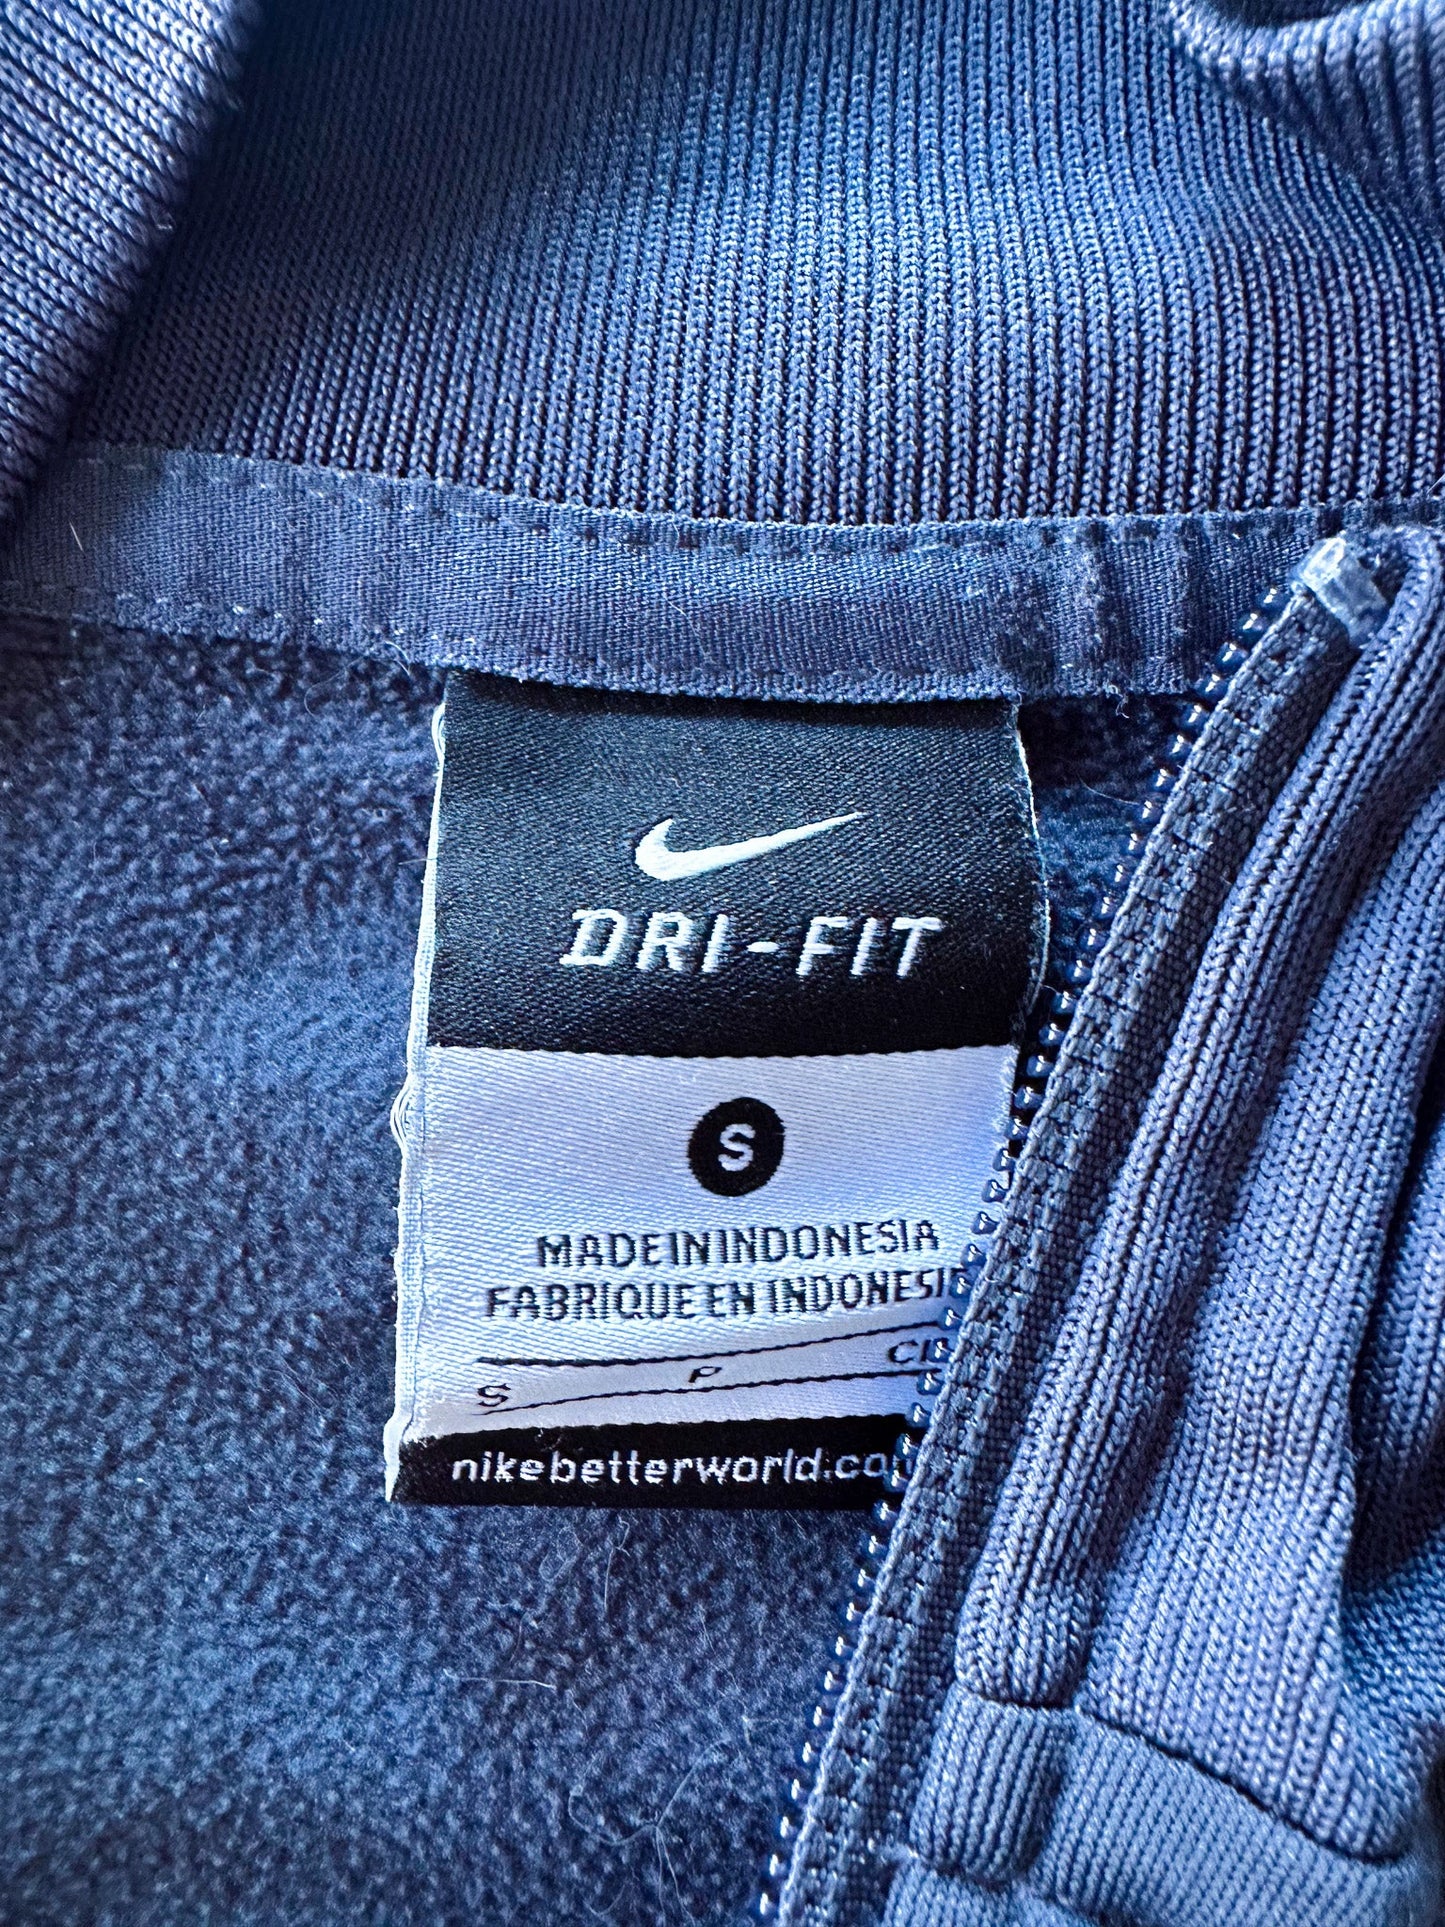 DRI-FIT
S
MADE IN INDONESIA
FABRIQUE EN INDONESI
S P
nikebetterworld.co